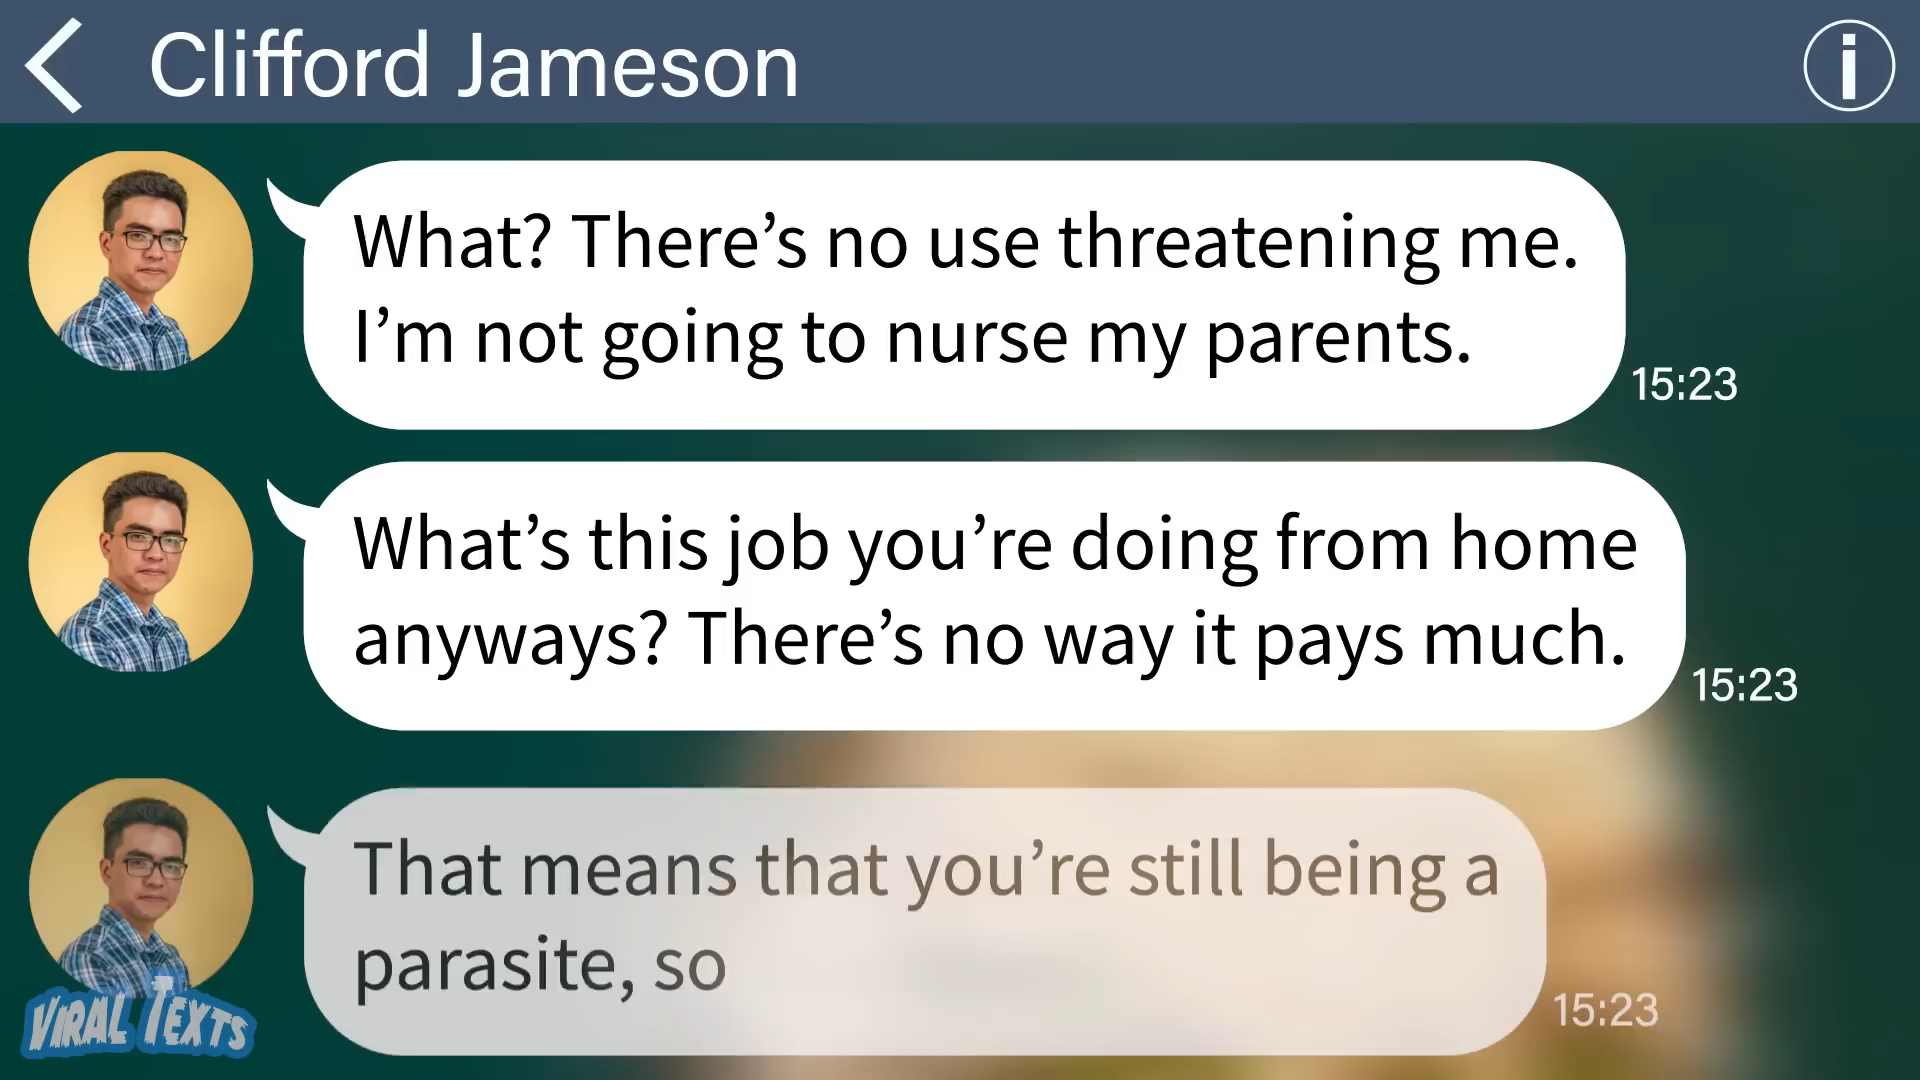 Clifford Jameson
What? There’s no use threatening me.
I’m not going to nurse my parents.
15:23
What’s this job you’re doing from home
anyways? There’s no way it pays much.
15:23
That means that you’re still being a
parasite, so
15:23
VIRAL TEXTS